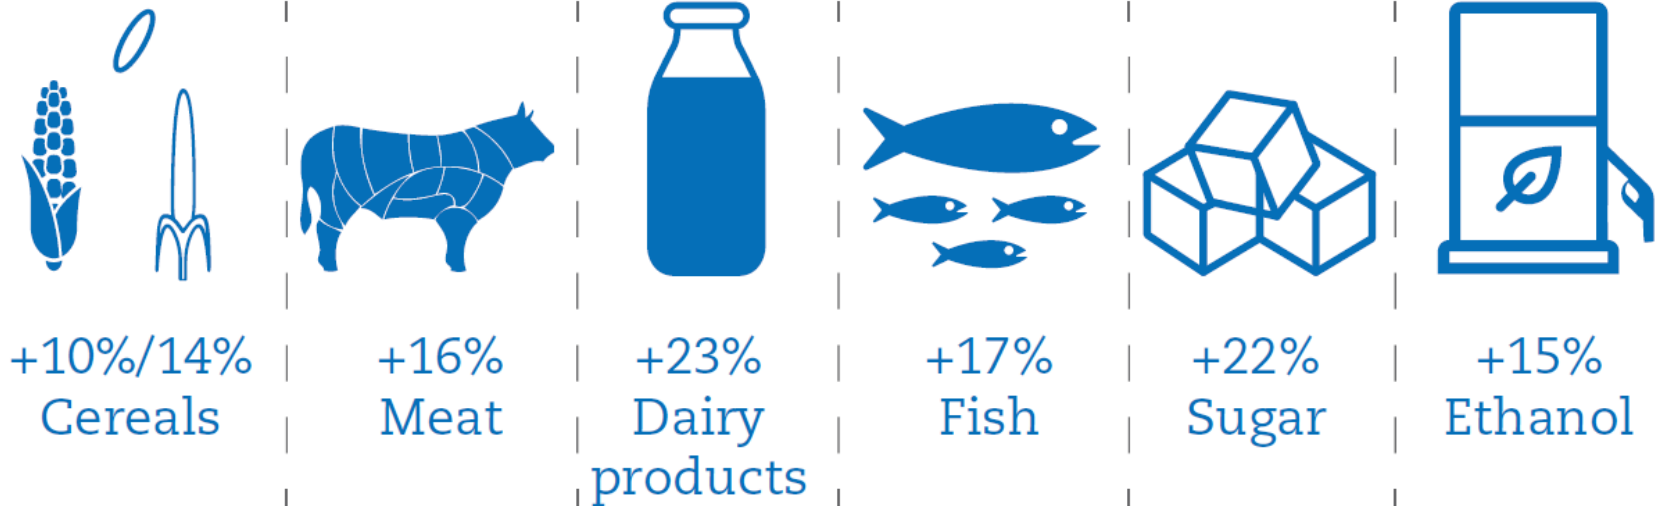 +10%/14%
Cereals
+16%
Meat
+23%
Dairy
products
+17%
Fish
+22%
Sugar
+15%
Ethanol